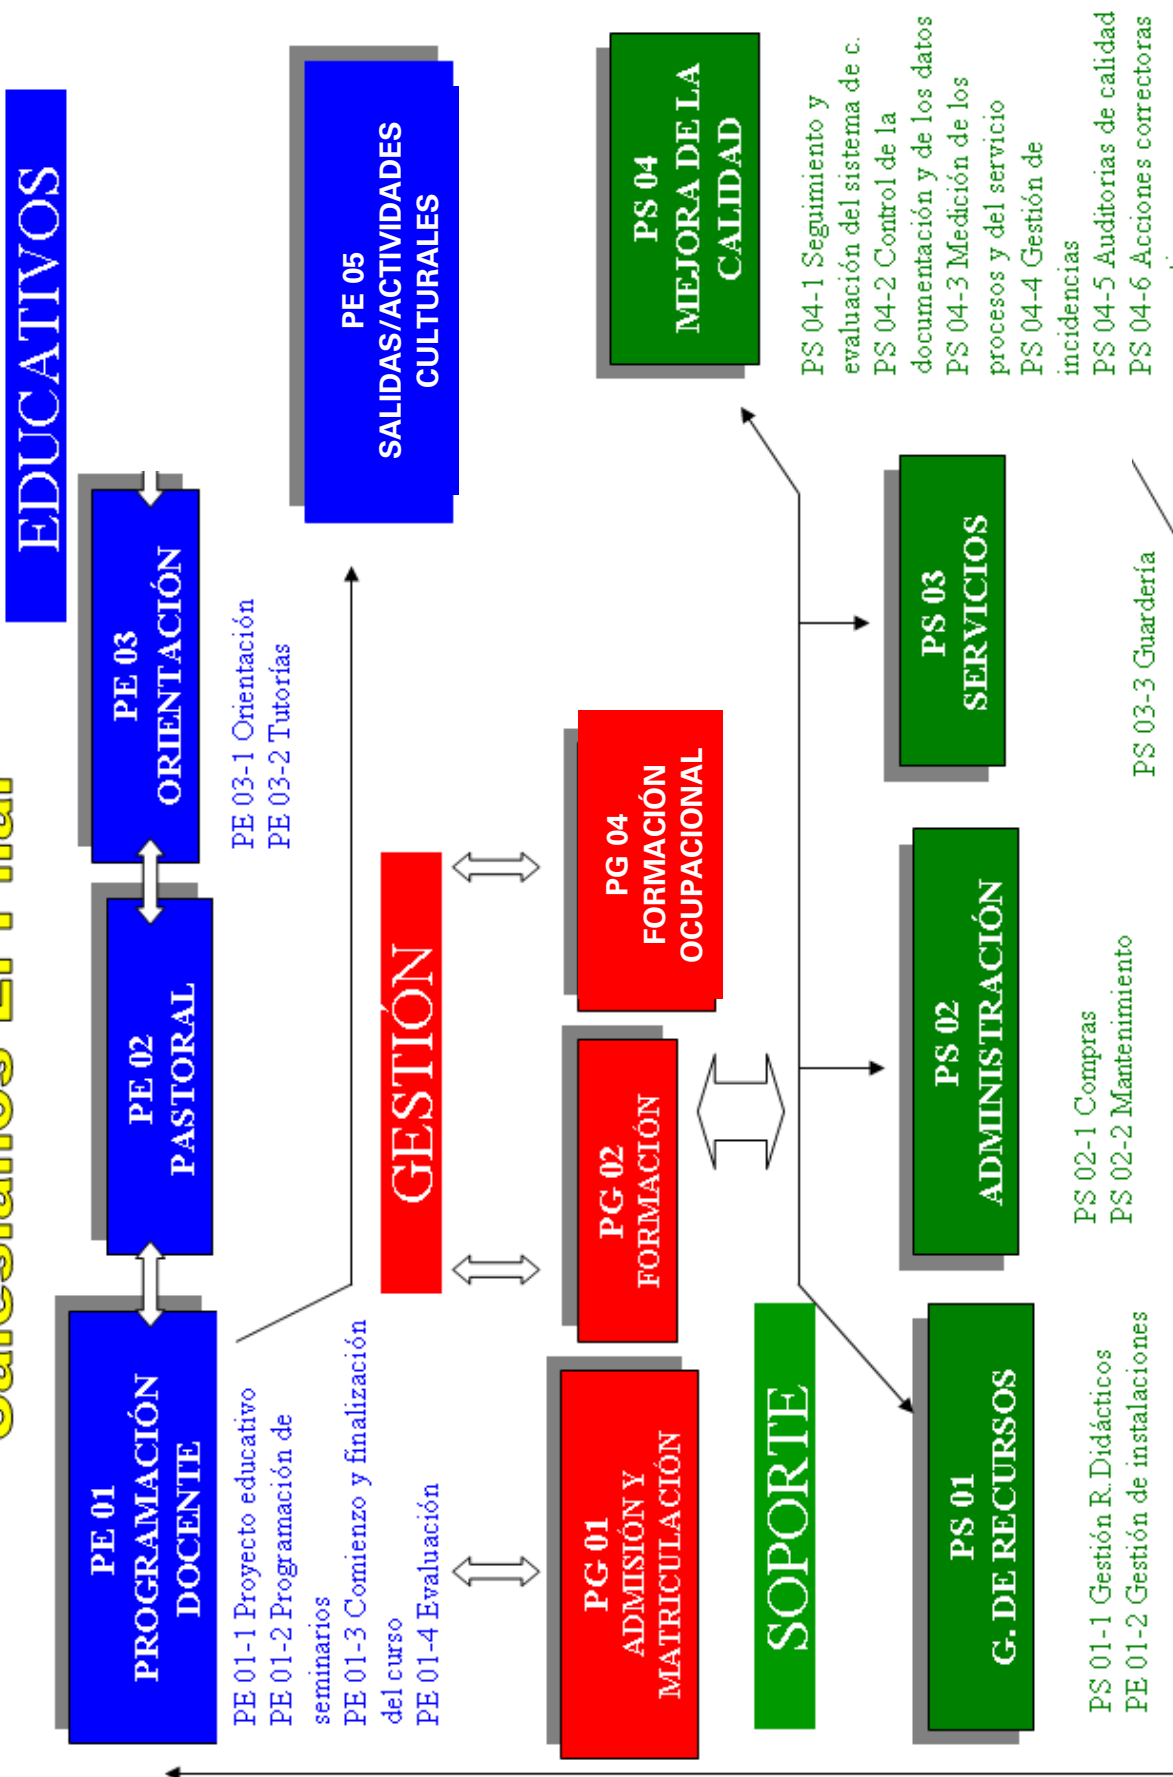 EDUCATIVOS
PE 01
PROGRAMACIÓN
DOCENTE
PE 02
PASTORAL
PE 03
ORIENTACIÓN
PE 01-1 Proyecto educativo
PE 01-2 Programación de
seminarios
PE 01-3 Comienzo y finalización
del curso
PE 01-4 Evaluación
PE 03-1 Orientación
PE 03-2 Tutorías
PE 05
SALIDAS/ACTIVIDADES
CULTURALES
GESTIÓN
PG 01
ADMISIÓN Y
MATRICULACIÓN
PG 02
FORMACIÓN
PG 04
FORMACIÓN
OCUPACIONAL
SOPORTE
PS 01
G. DE RECURSOS
PS 01-1 Gestión R.Didácticos
PE 01-2 Gestión de instalaciones
PS 02
ADMINISTRACIÓN
PS 02-1 Compras
PS 02-2 Mantenimiento
PS 03
SERVICIOS
PS 03-3 Guardería
PS 04
MEJORA DE LA
CALIDAD
PS 04-1 Seguimiento y
evaluación del sistema de c.
PS 04-2 Control de la
documentación y de los datos
PS 04-3 Medición de los
procesos y del servicio
PS 04-4 Gestión de
incidencias
PS 04-5 Auditorias de calidad
PS 04-6 Acciones correctoras